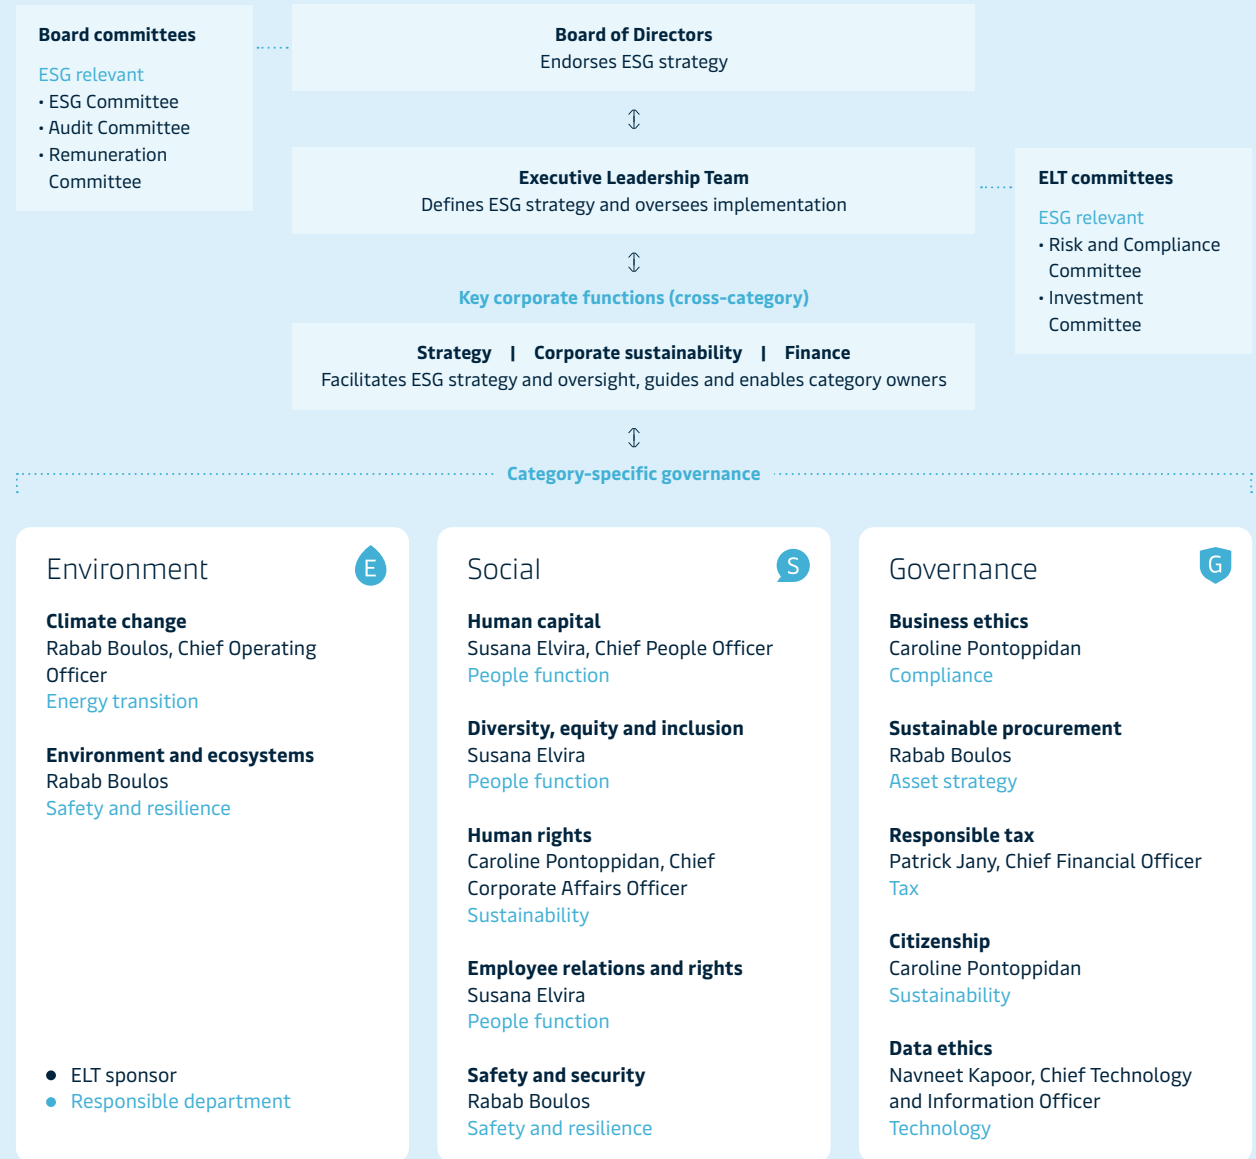 Board committees
ESG relevant
• ESG Committee
• Audit Committee
• Remuneration
Committee
Board of Directors
Endorses ESG strategy
Executive Leadership Team
Defines ESG strategy and oversees implementation
ELT committees
ESG relevant
• Risk and Compliance
Committee
• Investment
Committee
Key corporate functions (cross-category)
Strategy | Corporate sustainability | Finance
Facilitates ESG strategy and oversight, guides and enables category owners
Category-specific governance
Environment
E
Climate change
Rabab Boulos, Chief Operating
Officer
Energy transition
Environment and ecosystems
Rabab Boulos
Safety and resilience
• ELT sponsor
• Responsible department
Social
S
Human capital
Susana Elvira, Chief People Officer
People function
Diversity, equity and inclusion
Susana Elvira
People function
Human rights
Caroline Pontoppidan, Chief
Corporate Affairs Officer
Sustainability
Employee relations and rights
Susana Elvira
People function
Safety and security
Rabab Boulos
Safety and resilience
Governance
G
Business ethics
Caroline Pontoppidan
Compliance
Sustainable procurement
Rabab Boulos
Asset strategy
Responsible tax
Patrick Jany, Chief Financial Officer
Tax
Citizenship
Caroline Pontoppidan
Sustainability
Data ethics
Navneet Kapoor, Chief Technology
and Information Officer
Technology